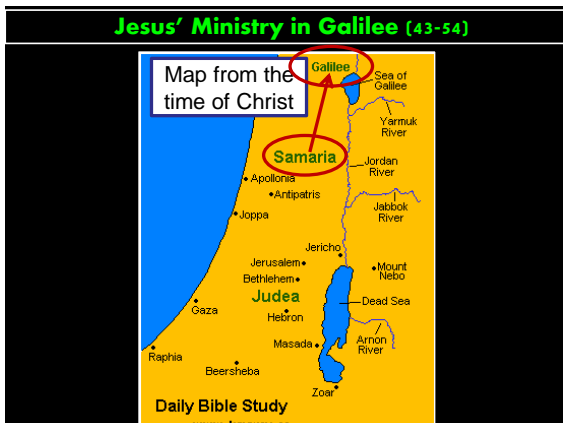 Jesus' Ministry in Galilee (43-54)
Map from the
time of Christ
Galilee
Sea of
Galilee
Yarmuk
River
Samaria
Jordan
River
Apollonia
Antipatris
Jabbok
River
Joppa
Jericho
Jerusalem
Mount
Nebo
Bethlehem
Judea
Dead Sea
Gaza
Hebron
Masada
Arnon
River
Raphia
Beersheba
Zoar
Daily Bible Study